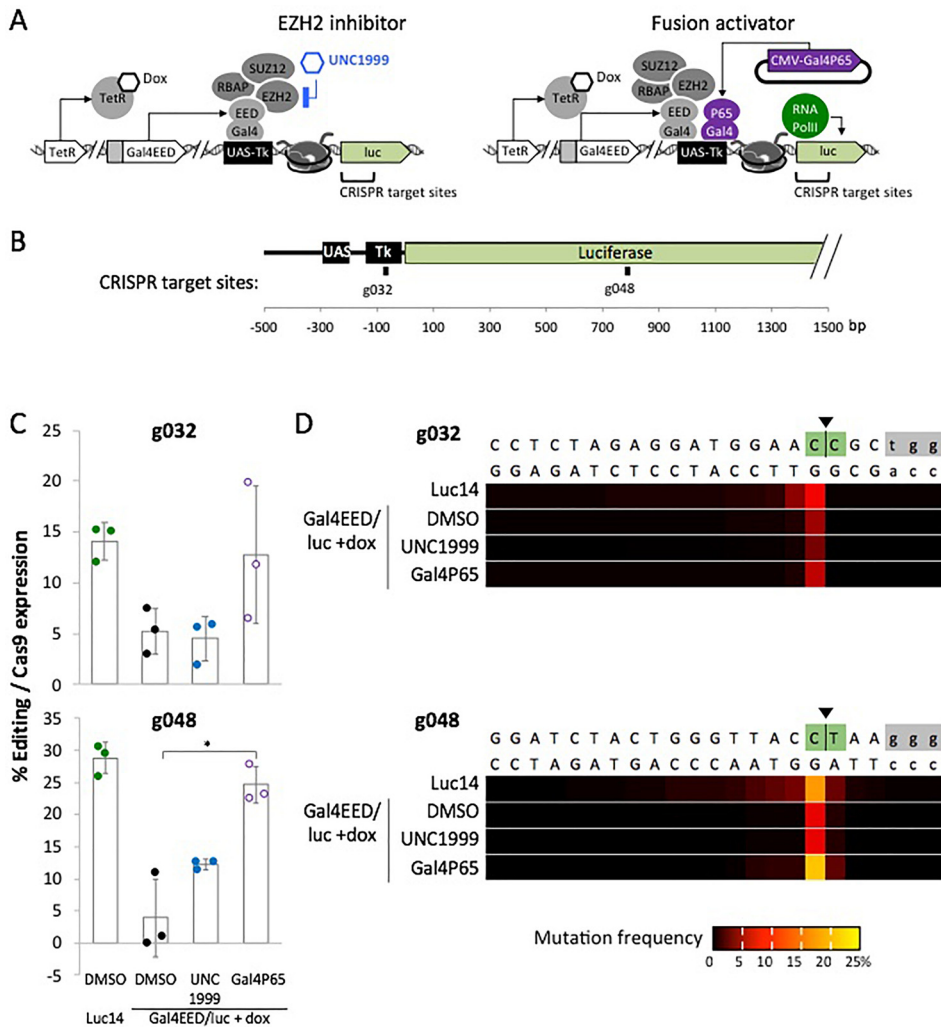 A
EZH2 inhibitor
Fusion activator
Dox
TetR
SUZ12
RBAP
EZH2
EED
Gal4
UNC1999
TetR
Gal4EED
UAS-Tk
luc
CRISPR target sites
Dox
TetR
SUZ12
RBAP
EZH2
EED
Gal4
P65
Gal4
CMV-Gal4P65
RNA
PolII
TetR
Gal4EED
UAS-Tk
luc
CRISPR target sites
B
UAS
Tk
Luciferase
CRISPR target sites:
g032
g048
-500 -300 -100 100 300 500 700 900 1100 1300 1500 bp
C
% Editing / Cas9 expression
g032
25
20
15
10
5
0
g048
35
30
25
20
15
10
5
0
-5
*
DMSO DMSO UNC 1999 Gal4P65
Luc14 Gal4EED/luc + dox
D
g032
C C T C T A G A G G A T G G A A C C G C t g g
G G A G A T C T C C T A C C T T G G C G a c c
Luc14
Gal4EED/
luc +dox
DMSO
UNC1999
Gal4P65
g048
G G A T C T A C T G G G T T A C C T A A g g g
C C T A G A T G A C C C A A T G G A T T c c c
Luc14
Gal4EED/
luc +dox
DMSO
UNC1999
Gal4P65
Mutation frequency
0 5 10 15 20 25%